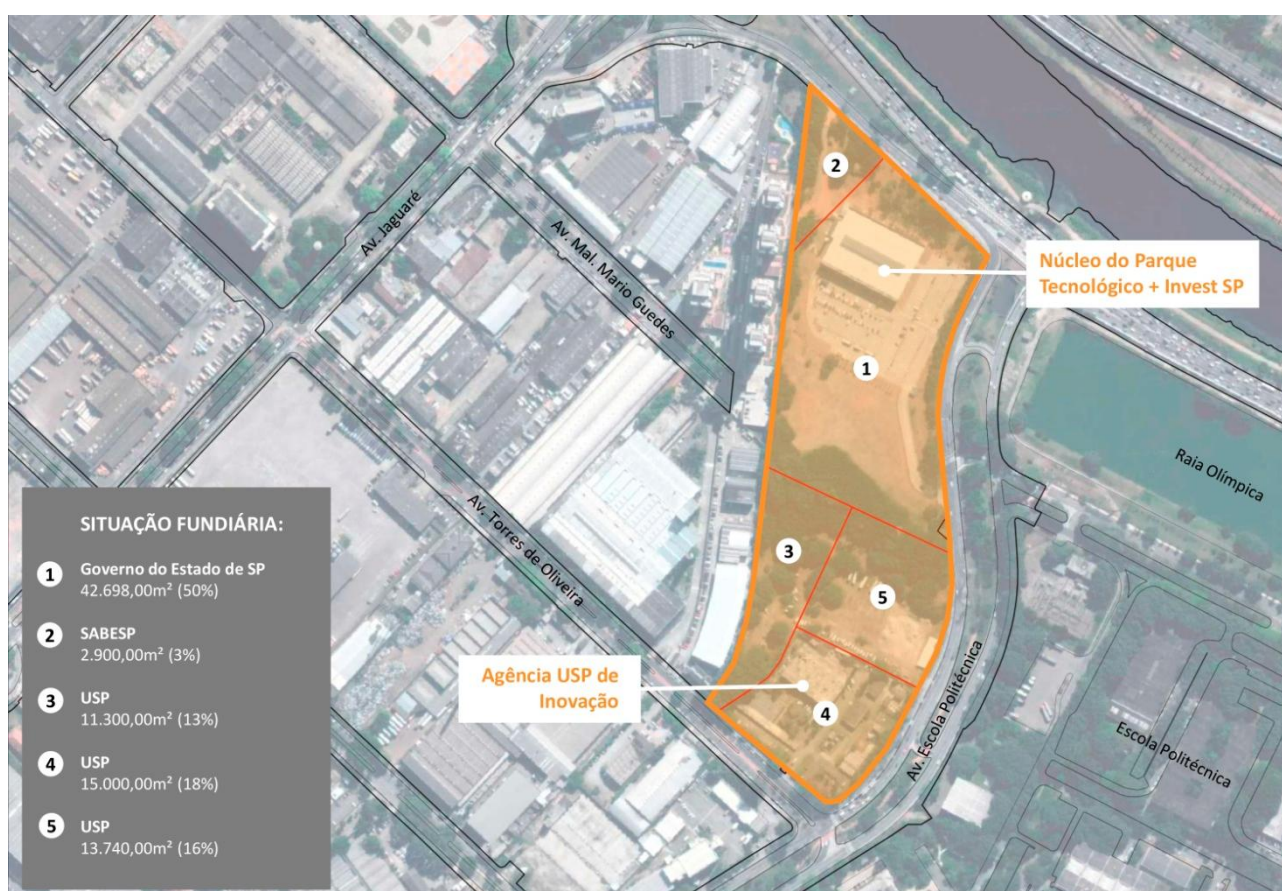 2
Núcleo do Parque
Tecnológico + Invest SP
Av. Jaguaré
Av. Mal. Mario Guedes
1
Raia Olímpica
SITUAÇÃO FUNDIÁRIA:
1 Governo do Estado de SP
42.698,00m² (50%)
2 SABESP
2.900,00m² (3%)
3 USP
11.300,00m² (13%)
4 USP
15.000,00m² (18%)
5 USP
13.740,00m² (16%)
Av. Torres de Oliveira
3
5
Agência USP de
Inovação
4
Av. Escola Politécnica
Escola Politécnica